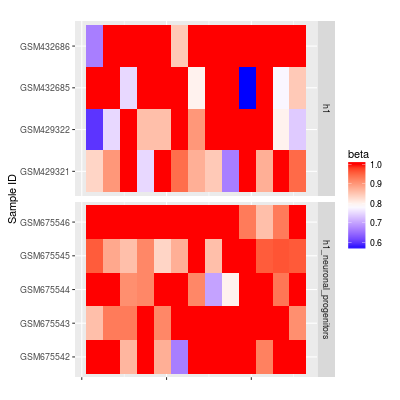 GSM432686
GSM432685
GSM429322
GSM429321
h1
GSM675546
GSM675545
GSM675544
GSM675543
GSM675542
h1_neuronal_progenitors
Sample ID
beta
1.0
0.9
0.8
0.7
0.6